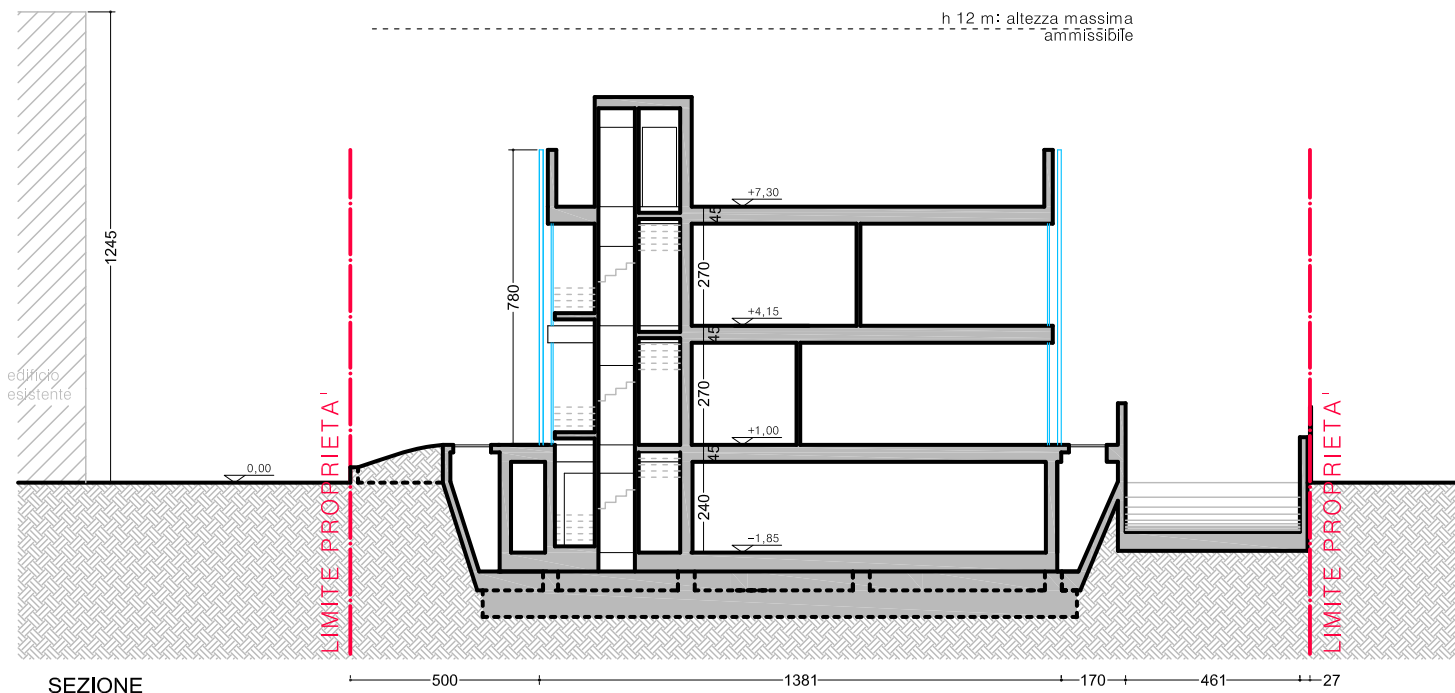 h 12 m: altezza massima
ammissibile
+7,30
45
1245
780
270
+4,15
45
edificio
esistente
270
LIMITE PROPRIETA'
LIMITE PROPRIETA'
+1,00
45
0,00
240
-1,85
500
1381
170
461
27
SEZIONE